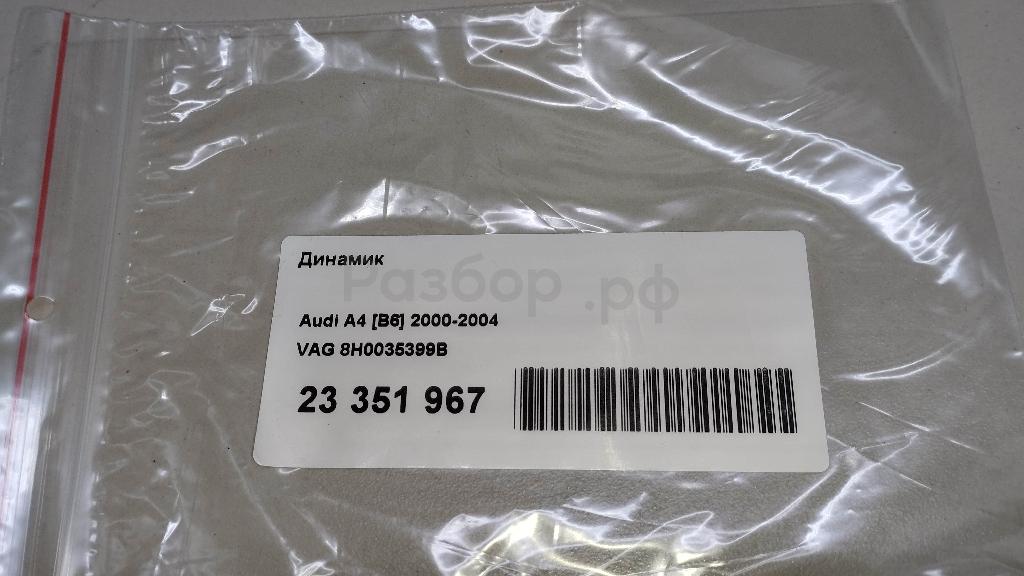 Динамик
Разбор.рф
Audi A4 [B6] 2000-2004
VAG 8H0035399B
23 351 967